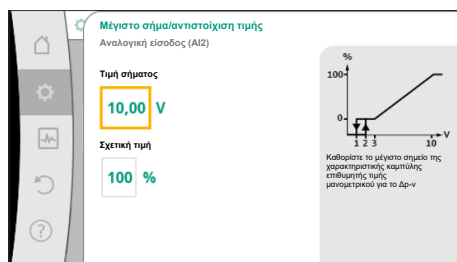 Μέγιστο σήμα/αντιστοίχιση τιμής
Αναλογική είσοδος (AI2)
Τιμή σήματος
10,00 V
Σχετική τιμή
100 %
%
100
0
1 2 3 10 V
Καθορίστε το μέγιστο σημείο της
χαρακτηριστικής καμπύλης
επιθυμητής τιμής
μανομετρικού για το Δp-v
?